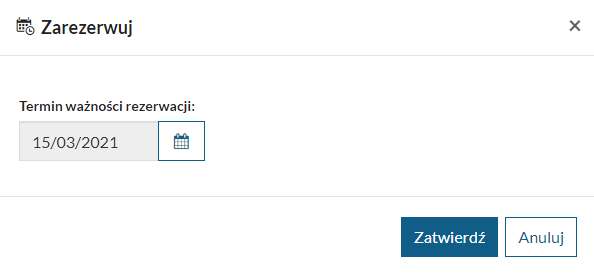 Zarezerwuj
Termin ważności rezerwacji:
15/03/2021
Zatwierdź Anuluj